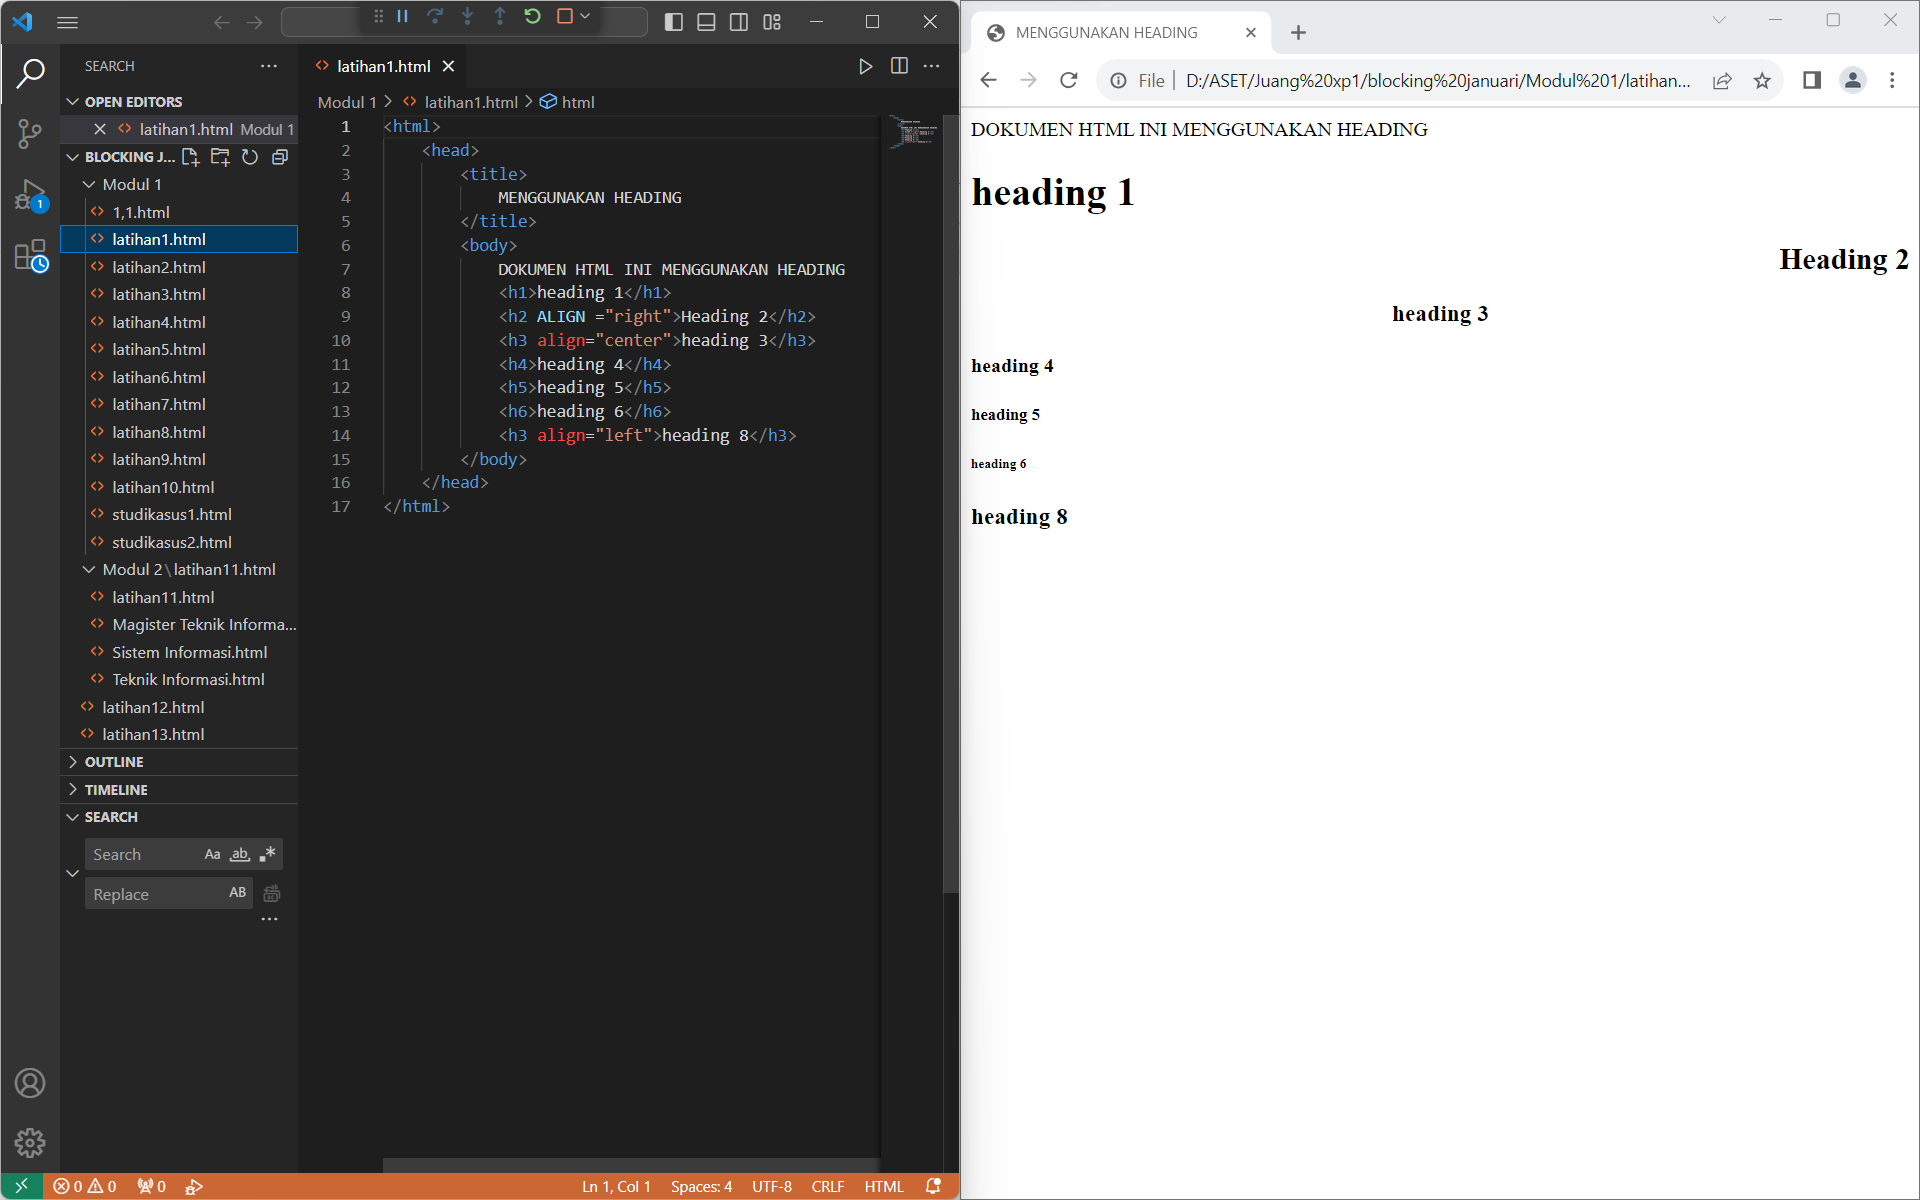 SEARCH
OPEN EDITORS
latihan1.html Modul 1
BLOCKING J...
Modul 1
1,1.html
latihan1.html
latihan2.html
latihan3.html
latihan4.html
latihan5.html
latihan6.html
latihan7.html
latihan8.html
latihan9.html
latihan10.html
studikasus1.html
studikasus2.html
Modul 2\latihan11.html
latihan11.html
Magister Teknik Informa...
Sistem Informasi.html
Teknik Informasi.html
latihan12.html
latihan13.html
OUTLINE
TIMELINE
SEARCH
Search Aa ab
Replace AB
1
latihan1.html
Modul 1 > latihan1.html > html
1 <html>
2 <head>
3 <title>
4 MENGGUNAKAN HEADING
5 </title>
6 <body>
7 DOKUMEN HTML INI MENGGUNAKAN HEADING
8 <h1>heading 1</h1>
9 <h2 ALIGN ="right">Heading 2</h2>
10 <h3 align="center">heading 3</h3>
11 <h4>heading 4</h4>
12 <h5>heading 5</h5>
13 <h6>heading 6</h6>
14 <h3 align="left">heading 8</h3>
15 </body>
16 </head>
17 </html>
0 0 0
Ln 1, Col 1 Spaces: 4 UTF-8 CRLF HTML
MENGGUNAKAN HEADING
File | D:/ASET/Juang%20xp1/blocking%20januari/Modul%201/latihan...
DOKUMEN HTML INI MENGGUNAKAN HEADING
heading 1
Heading 2
heading 3
heading 4
heading 5
heading 6
heading 8